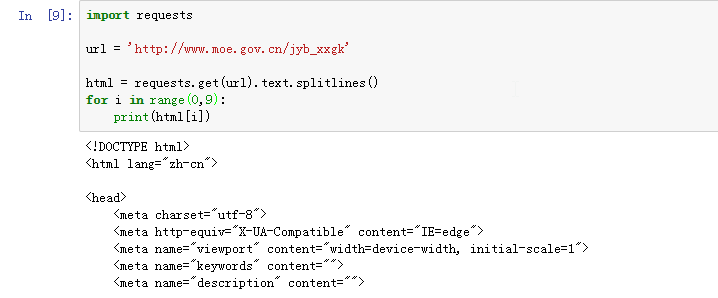 In [9]: import requests
url = 'http://www.moe.gov.cn/jyb_xxgk'
html = requests.get(url).text.splitlines()
for i in range(0,9):
    print(html[i])
<!DOCTYPE html>
<html lang="zh-cn">
<head>
    <meta charset="utf-8">
    <meta http-equiv="X-UA-Compatible" content="IE=edge">
    <meta name="viewport" content="width=device-width, initial-scale=1">
    <meta name="keywords" content="">
    <meta name="description" content="">